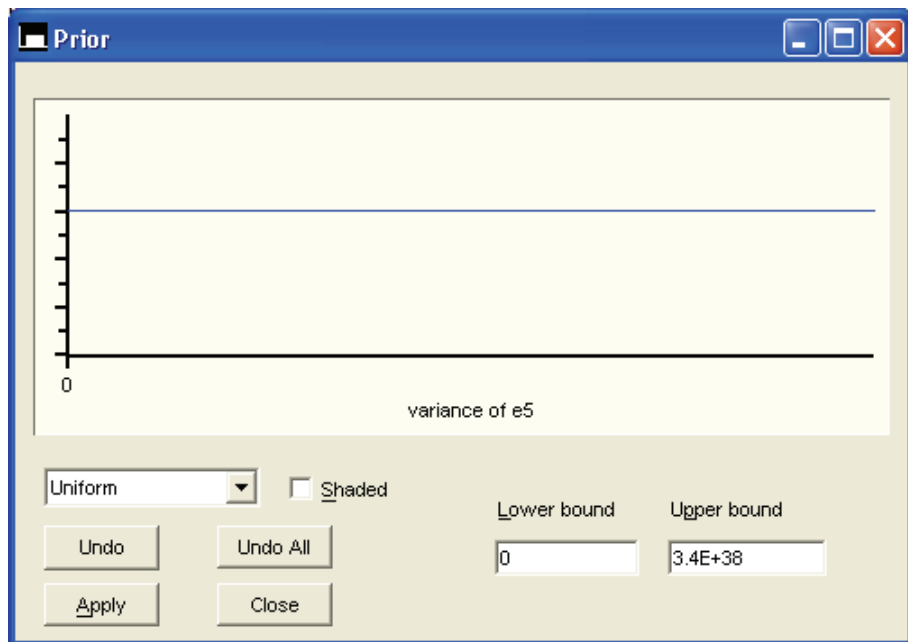 Prior
0
variance of e5
Uniform
Shaded
Lower bound
Upper bound
Undo
Undo All
0
3.4E+38
Apply
Close